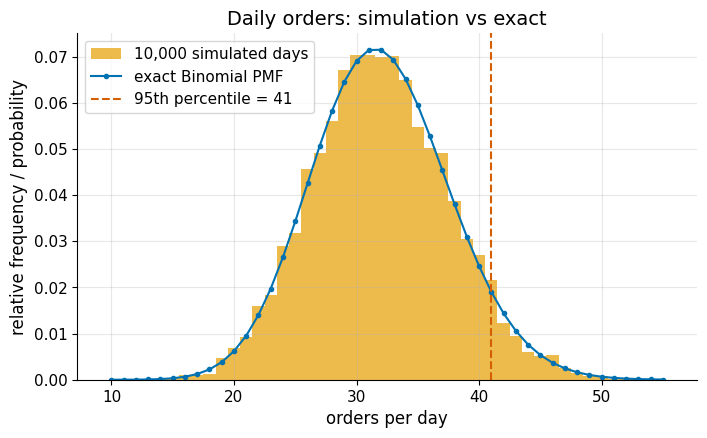 Daily orders: simulation vs exact
10,000 simulated days
exact Binomial PMF
95th percentile = 41
relative frequency / probability
0.07
0.06
0.05
0.04
0.03
0.02
0.01
0.00
10 20 30 40 50
orders per day